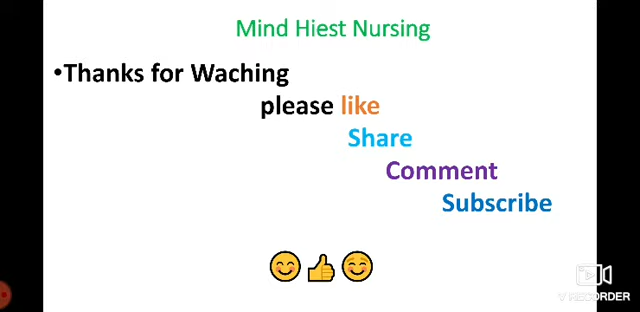 Mind Hiest Nursing
•Thanks for Waching
please like
Share
Comment
Subscribe
V RECORDER